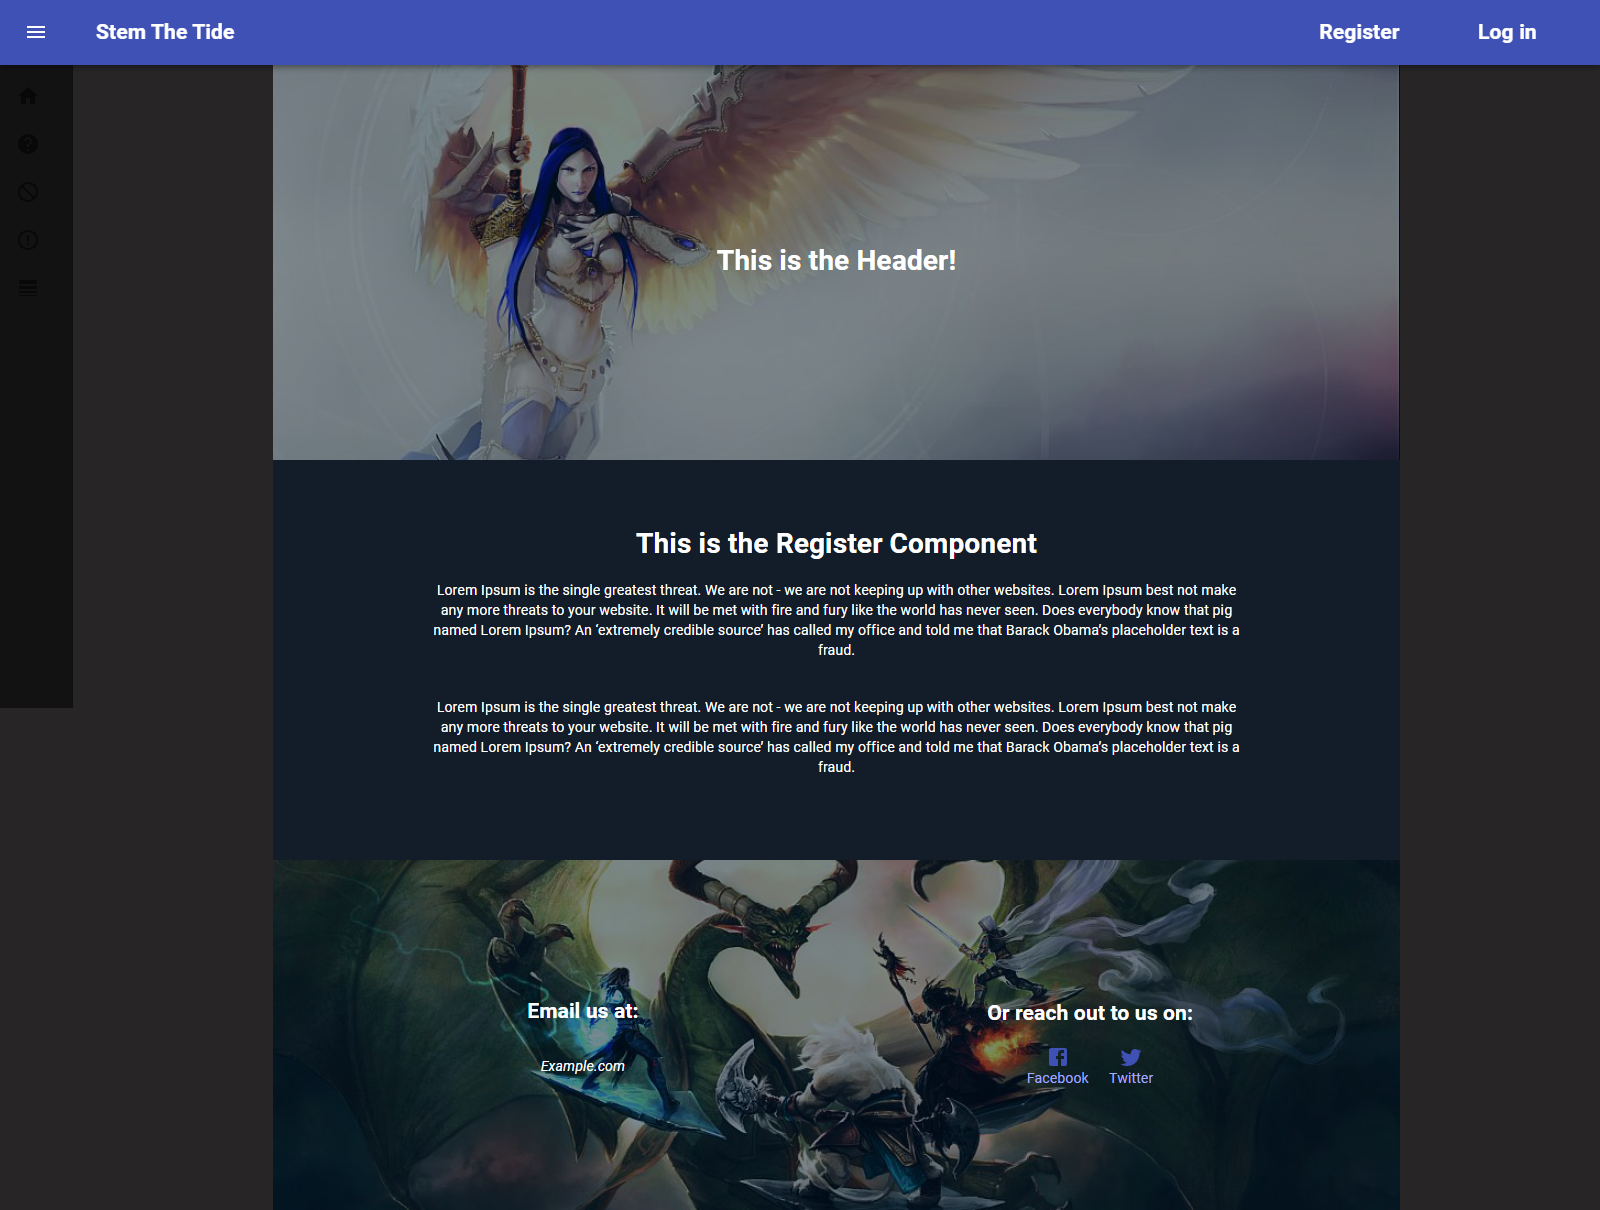 Stem The Tide
Register
Log in
This is the Header!
This is the Register Component
Lorem Ipsum is the single greatest threat. We are not - we are not keeping up with other websites. Lorem Ipsum best not make
any more threats to your website. It will be met with fire and fury like the world has never seen. Does everybody know that pig
named Lorem Ipsum? An ‘extremely credible source’ has called my office and told me that Barack Obama’s placeholder text is a
fraud.
Lorem Ipsum is the single greatest threat. We are not - we are not keeping up with other websites. Lorem Ipsum best not make
any more threats to your website. It will be met with fire and fury like the world has never seen. Does everybody know that pig
named Lorem Ipsum? An ‘extremely credible source’ has called my office and told me that Barack Obama’s placeholder text is a
fraud.
Email us at:
Example.com
Or reach out to us on:
Facebook
Twitter